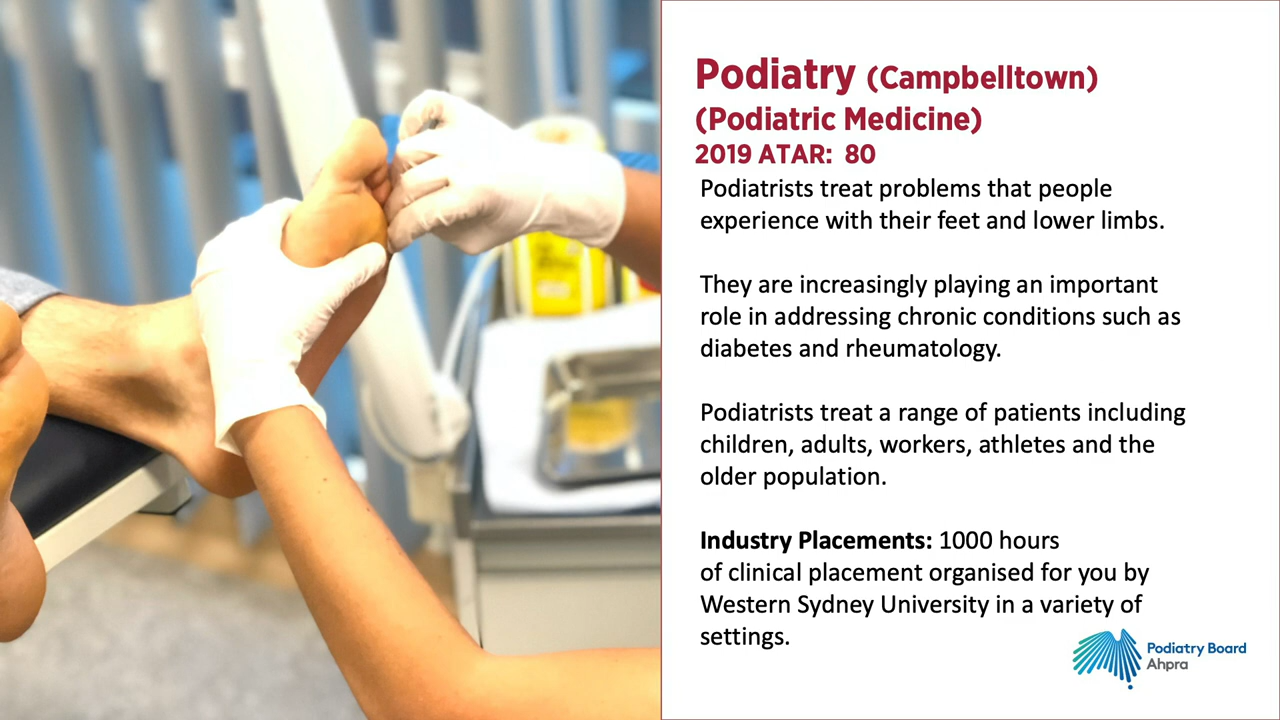 Podiatry (Campbelltown)
(Podiatric Medicine)
2019 ATAR: 80
Podiatrists treat problems that people
experience with their feet and lower limbs.
They are increasingly playing an important
role in addressing chronic conditions such as
diabetes and rheumatology.
Podiatrists treat a range of patients including
children, adults, workers, athletes and the
older population.
Industry Placements: 1000 hours
of clinical placement organised for you by
Western Sydney University in a variety of
settings.
Podiatry Board
Ahpra